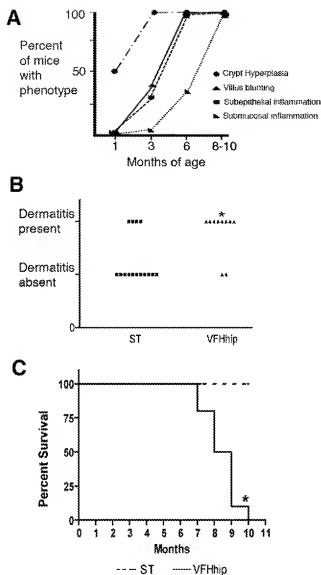 A
Percent
of mice
with
phenotype
100
50
1
3
6
8-10
Months of age
Crypt Hyperplasia
Villus blunting
Subepithelial inflammation
Submucosal inflammation
B
Dermatitis
present
*
Dermatitis
absent
0
ST
VFHhip
C
Percent Survival
100
75
50
25
0
*
0 1 2 3 4 5 6 7 8 9 10 11
Months
ST VFHhip